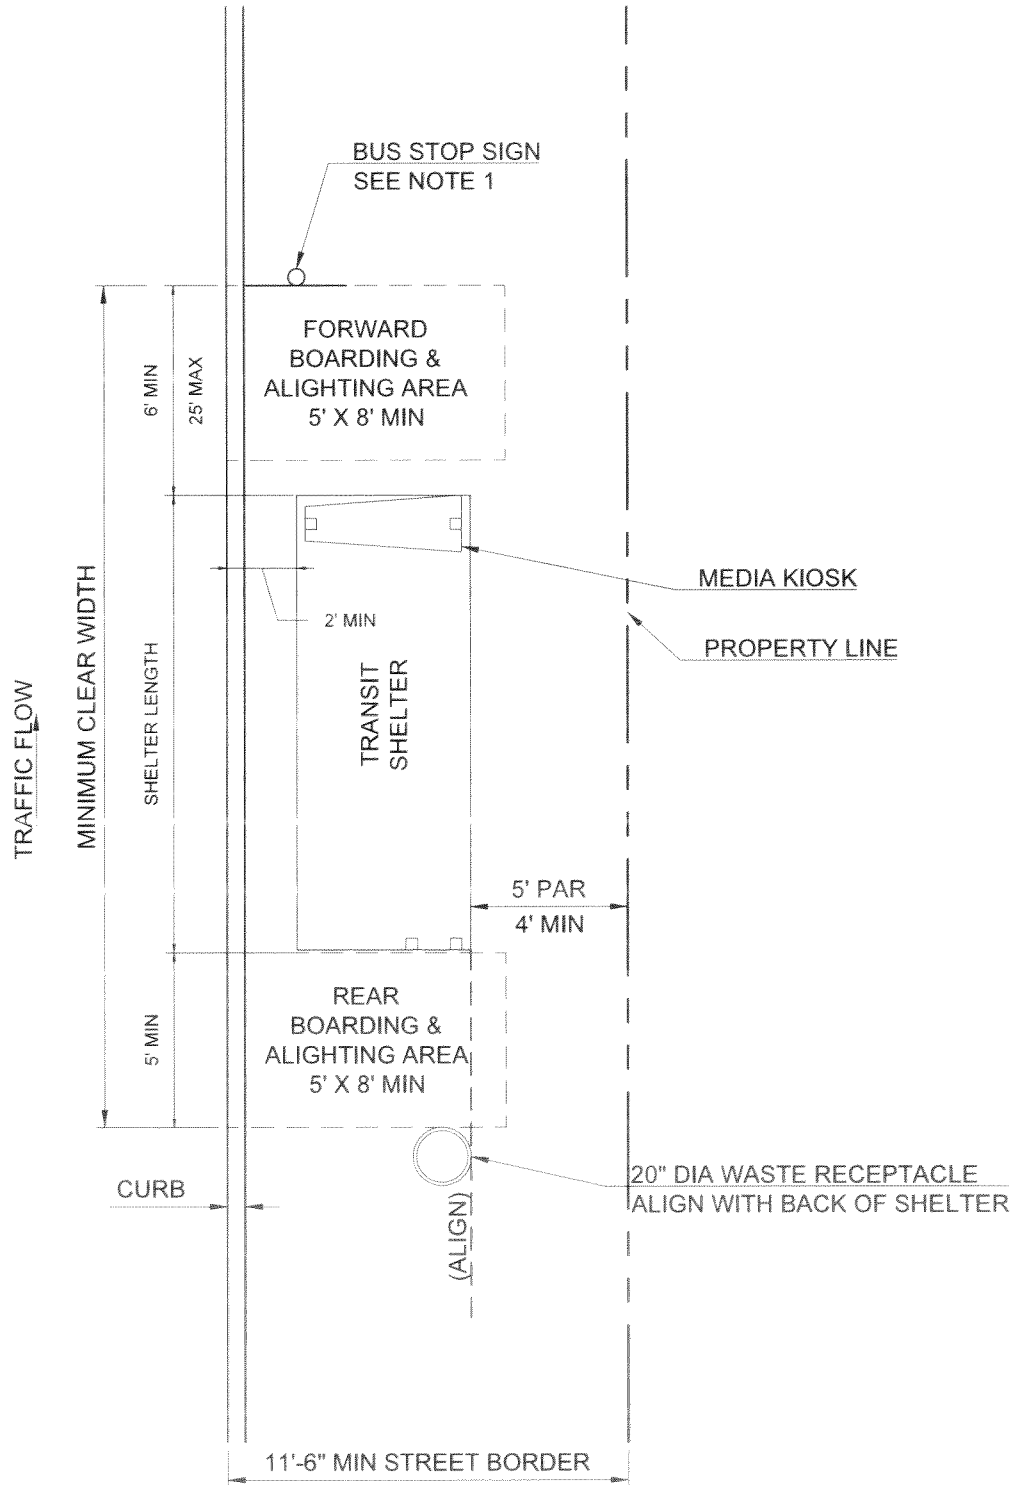 BUS STOP SIGN
SEE NOTE 1
FORWARD
BOARDING &
ALIGHTING AREA
5' X 8' MIN
6' MIN
25' MAX
MEDIA KIOSK
2' MIN
PROPERTY LINE
TRANSIT
SHELTER
SHELTER LENGTH
MINIMUM CLEAR WIDTH
TRAFFIC FLOW
5' PAR
4' MIN
REAR
BOARDING &
ALIGHTING AREA
5' X 8' MIN
5' MIN
20" DIA WASTE RECEPTACLE
ALIGN WITH BACK OF SHELTER
CURB
(ALIGN)
11'-6" MIN STREET BORDER